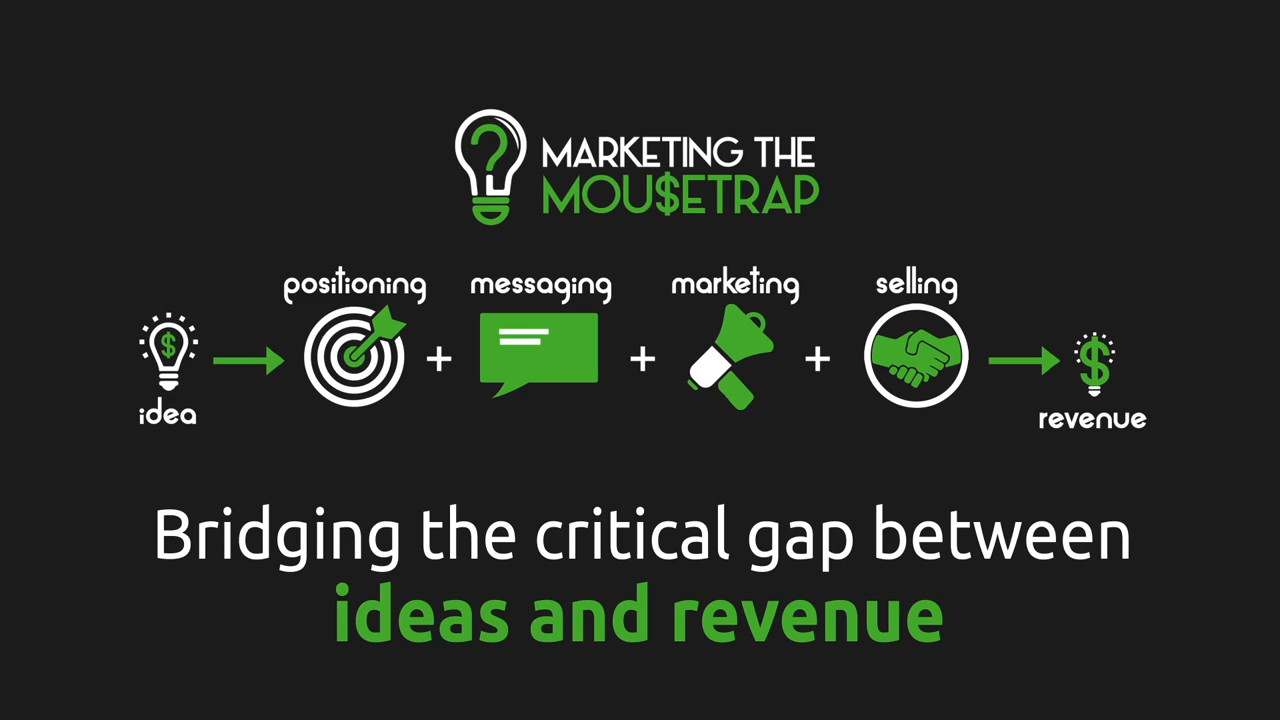 MARKETING THE
MOU$ETRAP
positioning
messaging
marketing
selling
$
+
+
+
$
idea
revenue
Bridging the critical gap between
ideas and revenue